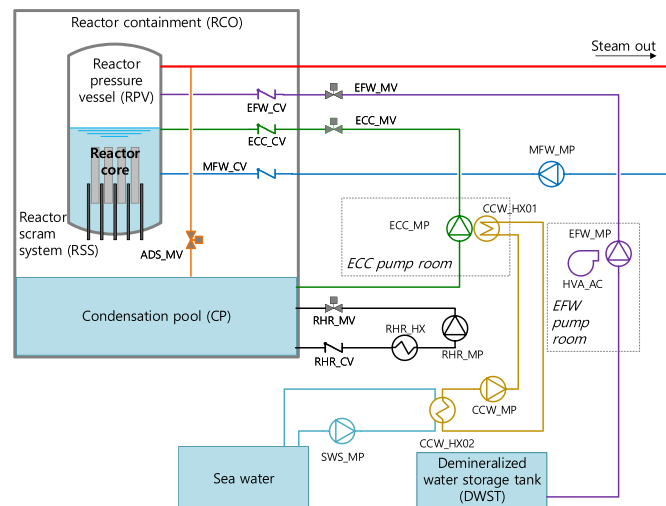 Reactor containment (RCO)
Steam out
Reactor
pressure
vessel (RPV)
EFW_MV
EFW_CV
ECC_MV
ECC_CV
Reactor
core
MFW_CV
MFW_MP
CCW_HX01
Reactor
scram
system (RSS)
ECC_MP
EFW_MP
ADS_MV
ECC pump room
HVA_AC
EFW
pump
room
Condensation pool (CP)
RHR_MV
RHR_HX
RHR_CV
RHR_MP
CCW_MP
CCW_HX02
SWS_MP
Sea water
Demineralized
water storage tank
(DWST)